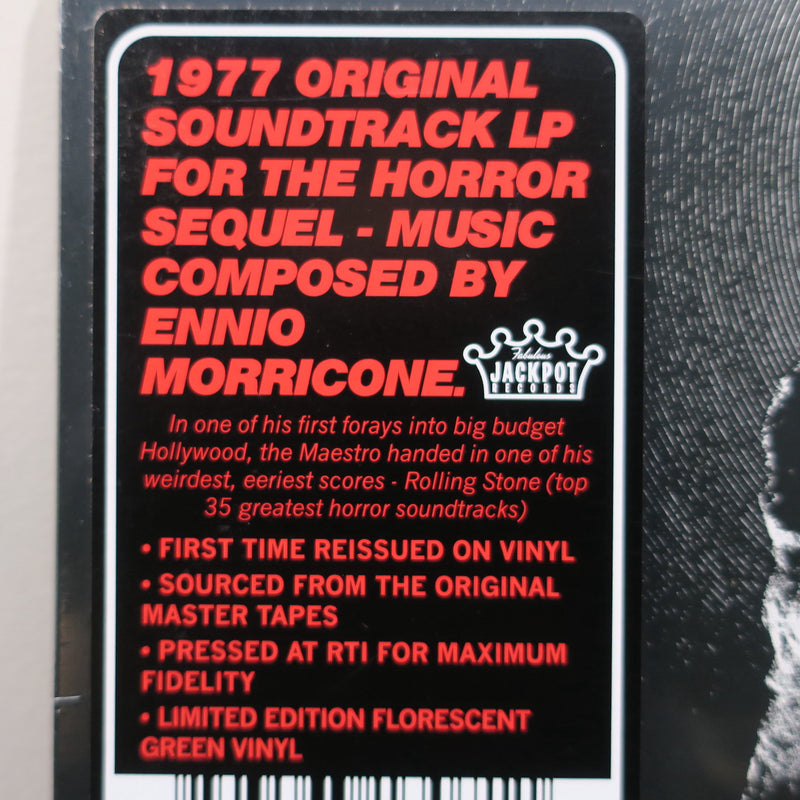 1977 ORIGINAL
SOUNDTRACK LP
FOR THE HORROR
SEQUEL - MUSIC
COMPOSED BY
ENNIO
MORRICONE.
Fabulous
JACKPOT
RECORDS
In one of his first forays into big budget
Hollywood, the Maestro handed in one of his
weirdest, eeriest scores - Rolling Stone (top
35 greatest horror soundtracks)
• FIRST TIME REISSUED ON VINYL
• SOURCED FROM THE ORIGINAL
MASTER TAPES
• PRESSED AT RTI FOR MAXIMUM
FIDELITY
• LIMITED EDITION FLORESCENT
GREEN VINYL